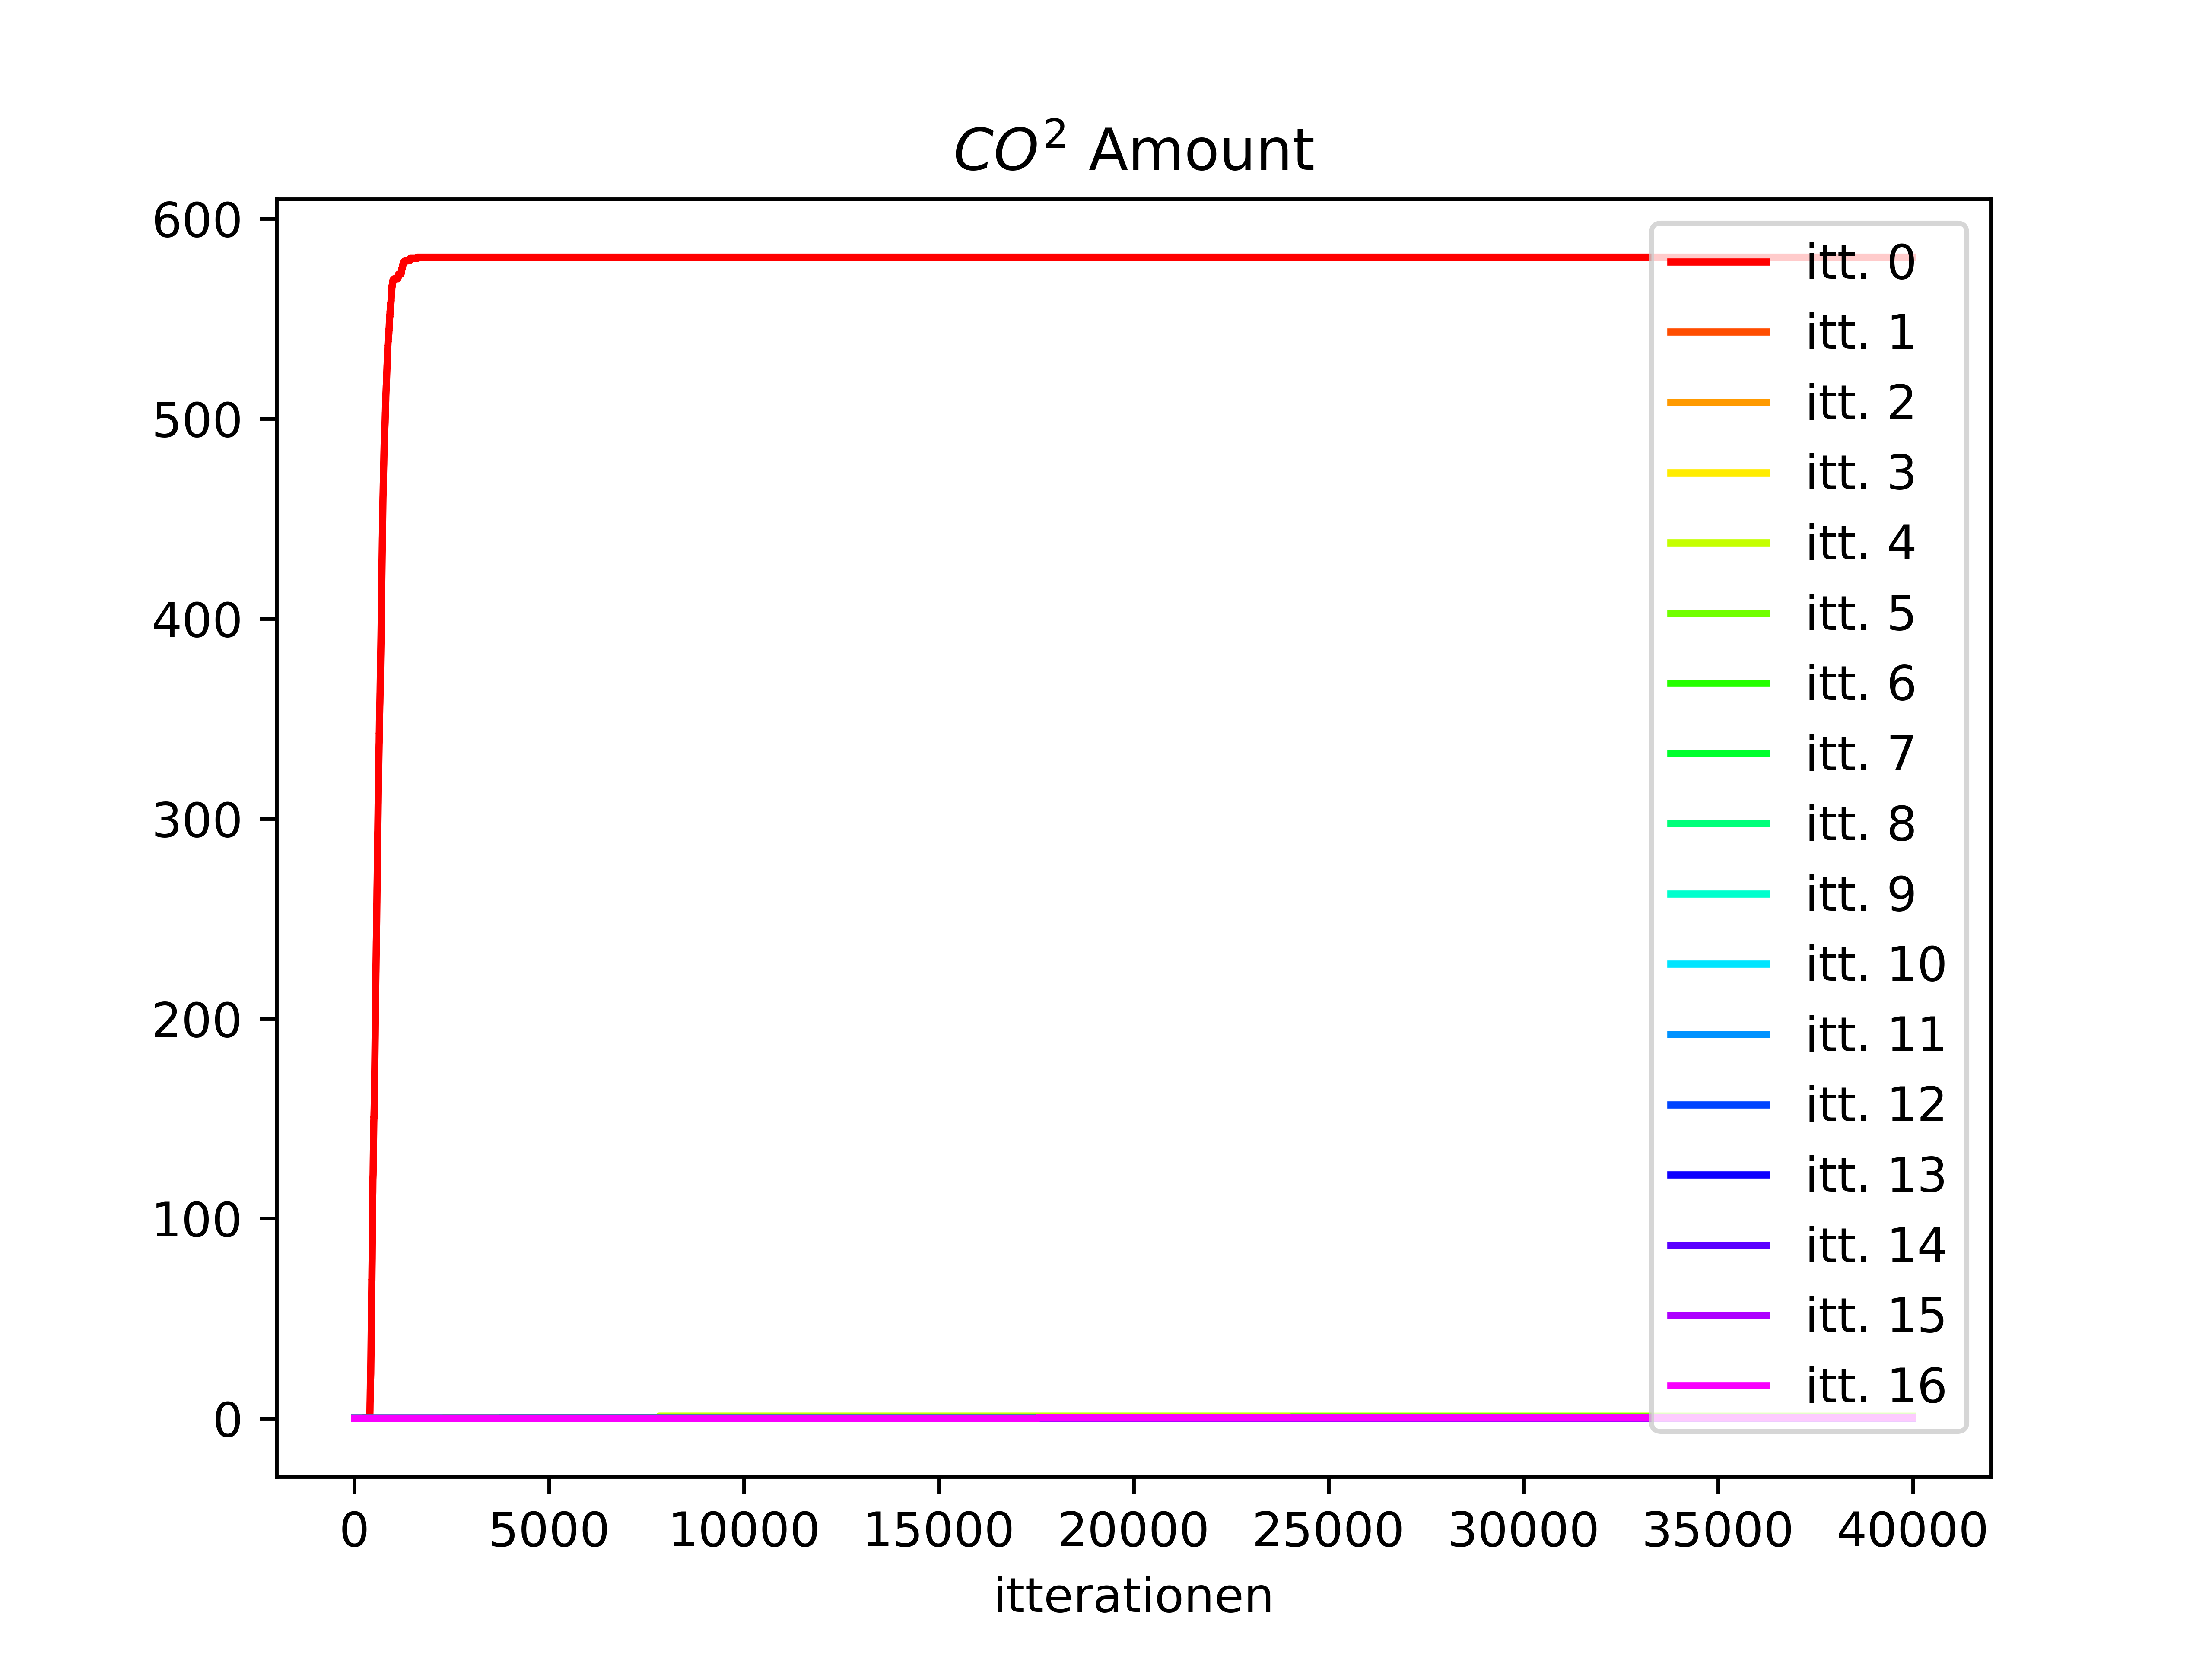 CO² Amount
600
500
400
300
200
100
0
itt. 0
itt. 1
itt. 2
itt. 3
itt. 4
itt. 5
itt. 6
itt. 7
itt. 8
itt. 9
itt. 10
itt. 11
itt. 12
itt. 13
itt. 14
itt. 15
itt. 16
0 5000 10000 15000 20000 25000 30000 35000 40000
itterationen